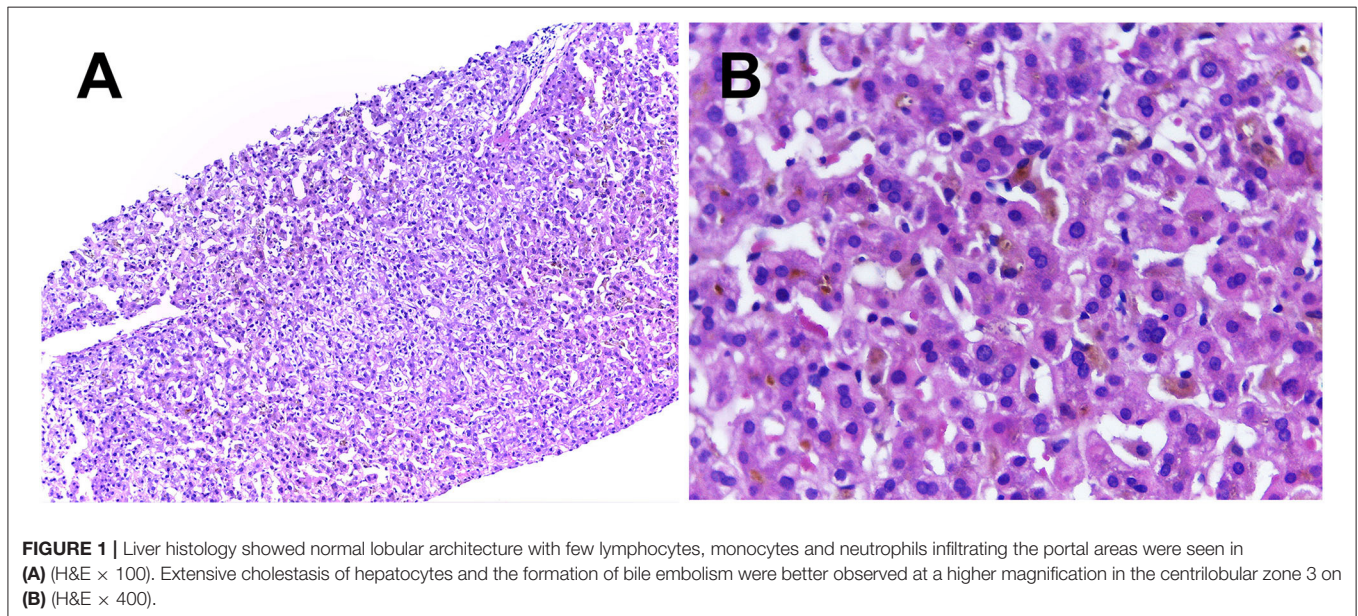 A
B
FIGURE 1 | Liver histology showed normal lobular architecture with few lymphocytes, monocytes and neutrophils infiltrating the portal areas were seen in
(A) (H&E × 100). Extensive cholestasis of hepatocytes and the formation of bile embolism were better observed at a higher magnification in the centrilobular zone 3 on
(B) (H&E × 400).